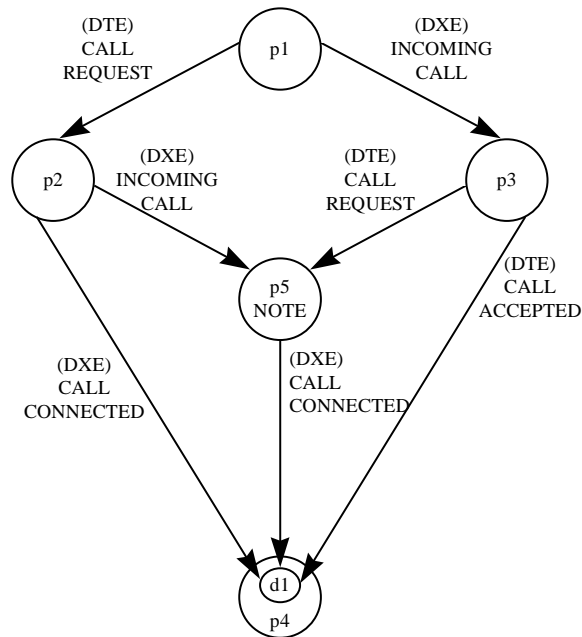 (DTE)
CALL
REQUEST
p1
(DXE)
INCOMING
CALL
p2
(DXE)
INCOMING
CALL
(DTE)
CALL
REQUEST
p3
p5
NOTE
(DTE)
CALL
ACCEPTED
(DXE)
CALL
CONNECTED
(DXE)
CALL
CONNECTED
d1
p4